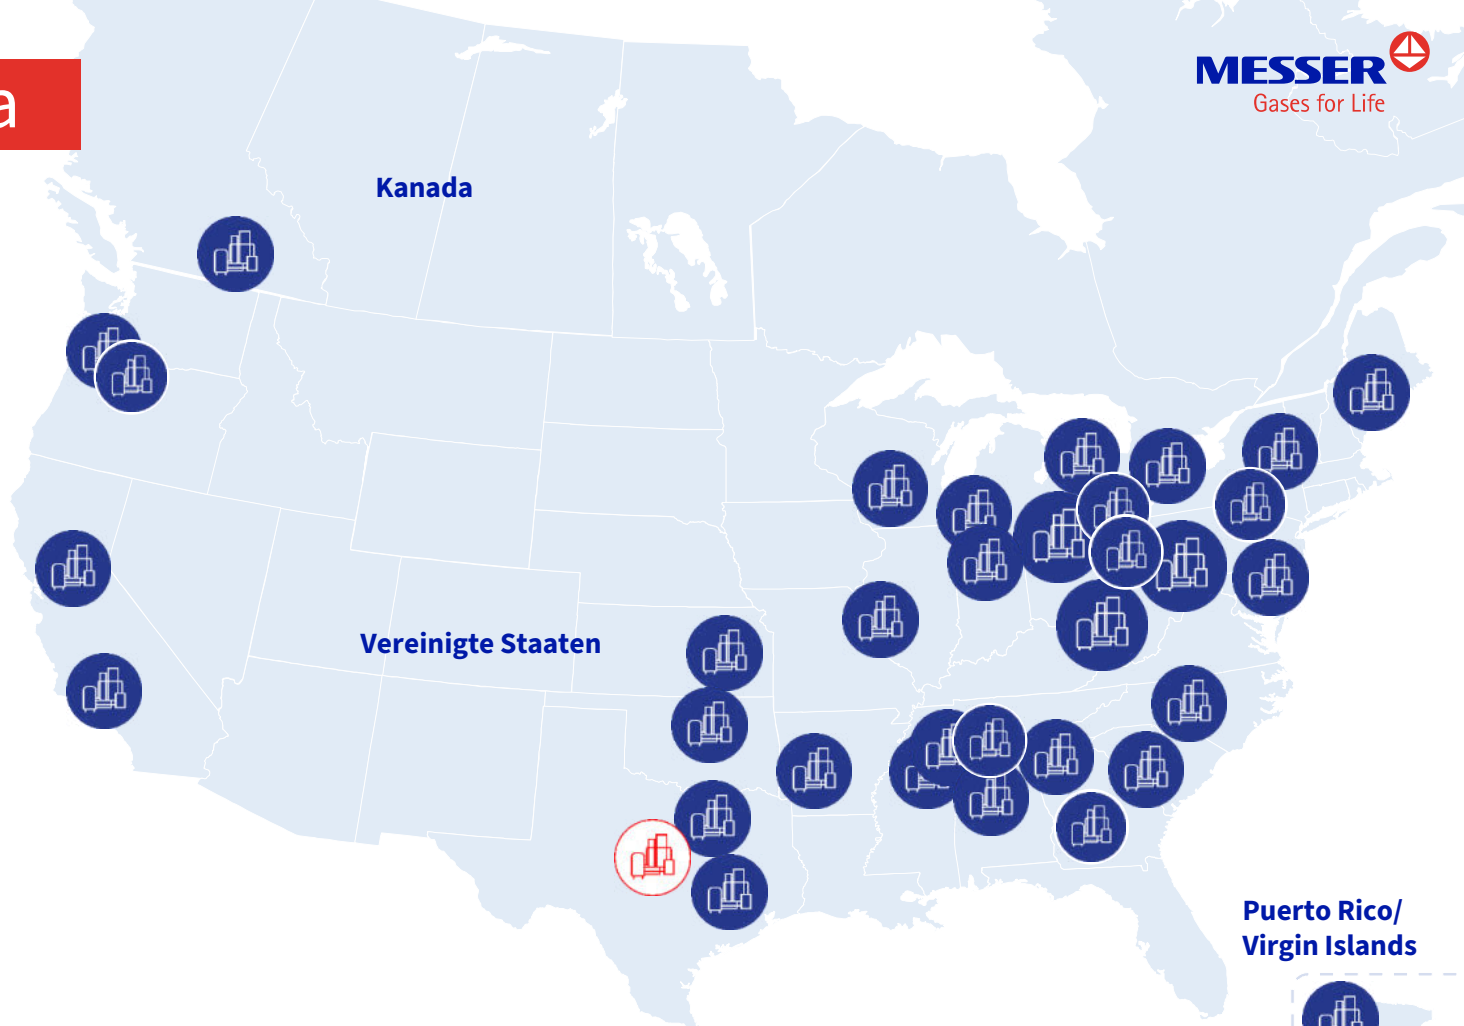 a
MESSER
Gases for Life
Kanada
Vereinigte Staaten
Puerto Rico/
Virgin Islands